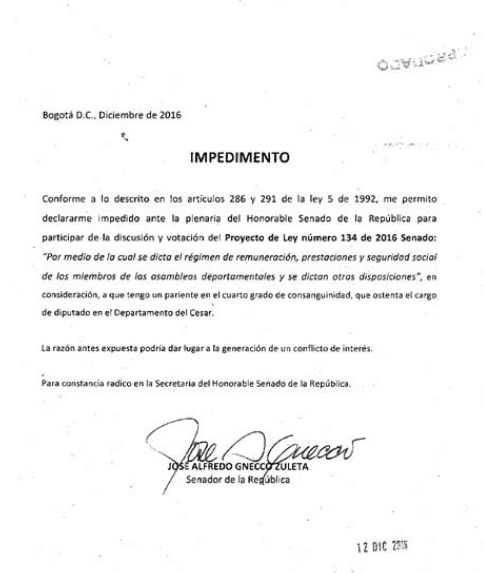 APROBADO
Bogotá D.C., Diciembre de 2016
IMPEDIMENTO
Conforme a lo descrito en los artículos 286 y 291 de la ley 5 de 1992, me permito
declararme impedido ante la plenaria del Honorable Senado de la República para
participar de la discusión y votación del Proyecto de Ley número 134 de 2016 Senado:
"Por medio de la cual se dicta el régimen de remuneración, prestaciones y seguridad social
de los miembros de las asambleas departamentales y se dictan otras disposiciones", en
consideración, a que tengo un pariente en el cuarto grado de consanguinidad, que ostenta el cargo
de diputado en el Departamento del Cesar.
La razón antes expuesta podría dar lugar a la generación de un conflicto de interés.
Para constancia radico en la Secretaria del Honorable Senado de la República.
Jose A Gnecco
JOSÉ ALFREDO GNECCO ZULETA
Senador de la República
12 DIC 2016